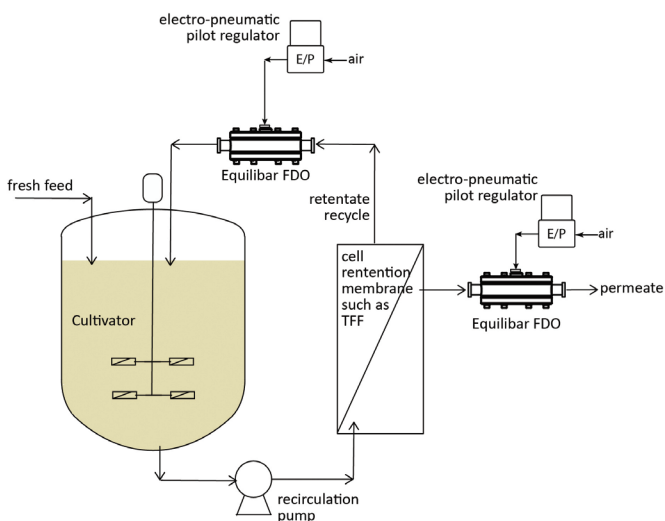 electro-pneumatic
pilot regulator
E/P
air
Equilibar FDO
fresh feed
retentate
recycle
electro-pneumatic
pilot regulator
E/P
air
cell
rentention
membrane
such as
TFF
permeate
Equilibar FDO
Cultivator
recirculation
pump